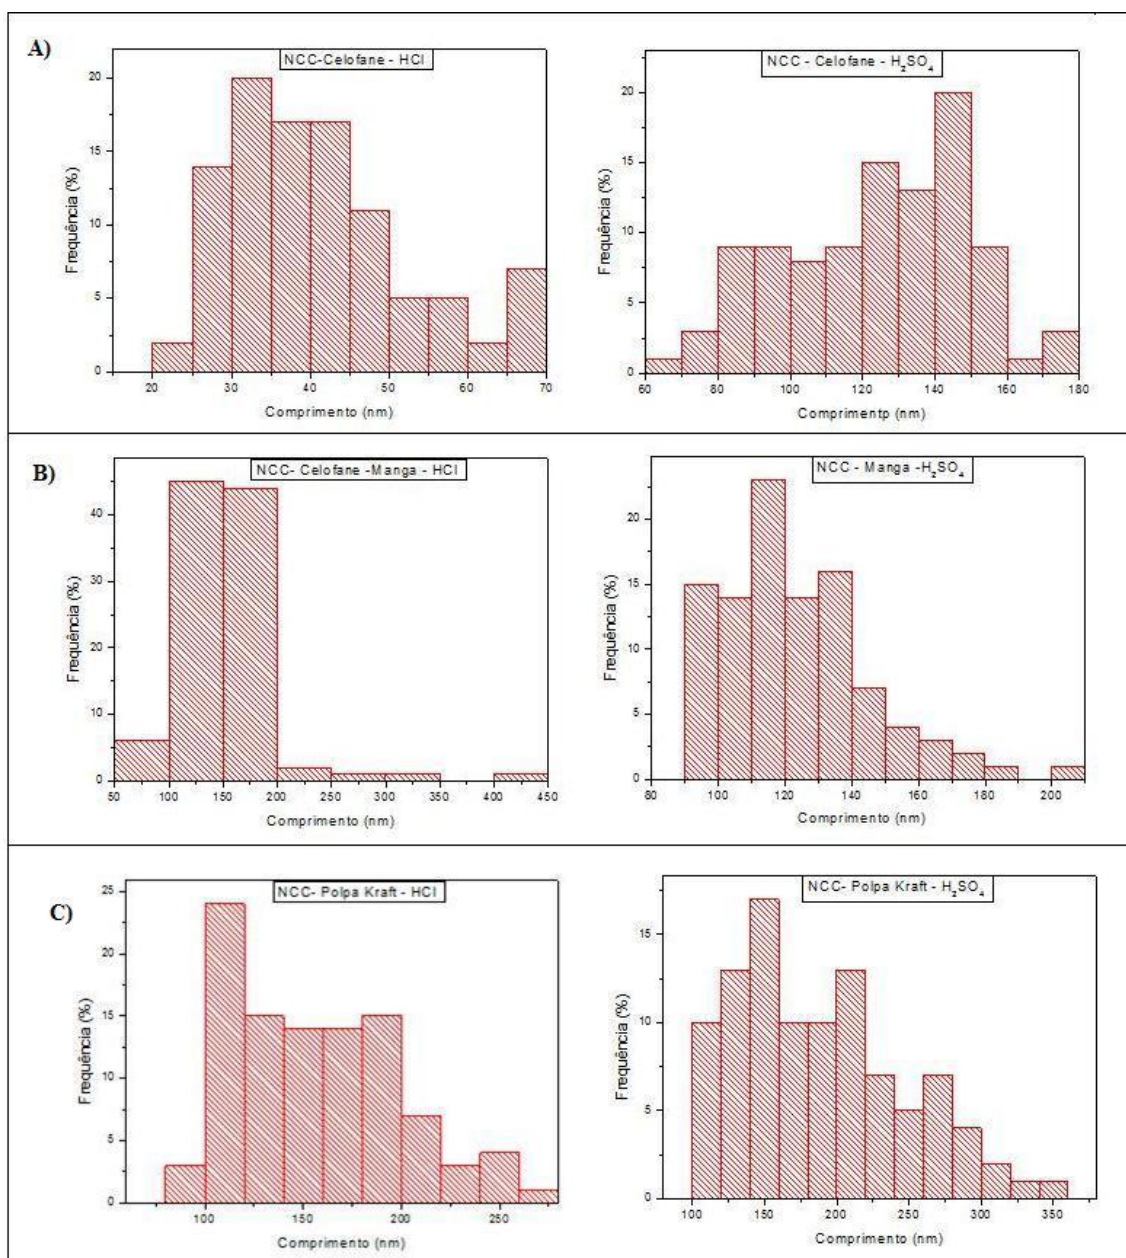 A)
NCC-Celofane - HCl
Frequência (%)
20
15
10
5
0
20 30 40 50 60 70
Comprimento (nm)
NCC - Celofane - H₂SO₄
Frequência (%)
20
15
10
5
0
60 80 100 120 140 160 180
Comprimentp (nm)
B)
NCC- Celofane -Manga - HCl
Frequência (%)
40
30
20
10
0
50 100 150 200 250 300 350 400 450
Comprimento (nm)
NCC - Manga -H₂SO₄
Frequência (%)
20
15
10
5
0
80 100 120 140 160 180 200
Comprimento (nm)
C)
NCC- Polpa Kraft - HCl
Frequência (%)
25
20
15
10
5
0
100 150 200 250
Comprimento (nm)
NCC- Polpa Kraft - H₂SO₄
Frequência (%)
15
10
5
0
100 150 200 250 300 350
Comprimento (nm)